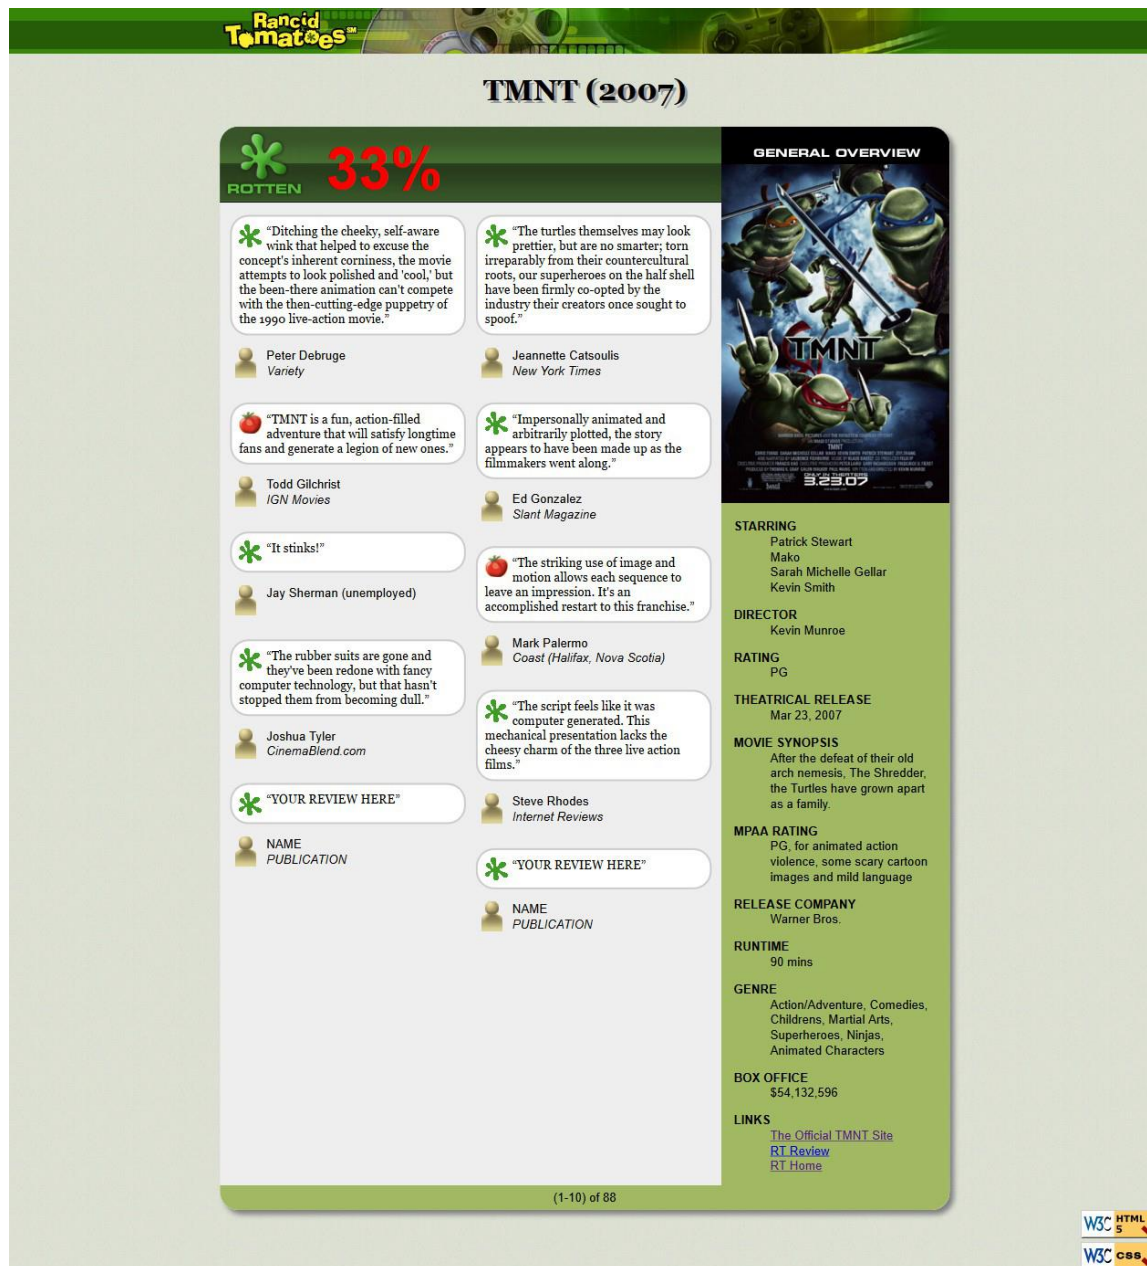 Rancid
Tomatoes℠
TMNT (2007)
ROTTEN
33%
“Ditching the cheeky, self-aware
wink that helped to excuse the
concept's inherent corniness, the movie
attempts to look polished and 'cool,' but
the been-there animation can't compete
with the then-cutting-edge puppetry of
the 1990 live-action movie.”
Peter Debruge
Variety
“TMNT is a fun, action-filled
adventure that will satisfy longtime
fans and generate a legion of new ones.”
Todd Gilchrist
IGN Movies
“It stinks!”
Jay Sherman (unemployed)
“The rubber suits are gone and
they've been redone with fancy
computer technology, but that hasn't
stopped them from becoming dull.”
Joshua Tyler
CinemaBlend.com
“YOUR REVIEW HERE”
NAME
PUBLICATION
“The turtles themselves may look
prettier, but are no smarter; torn
irreparably from their countercultural
roots, our superheroes on the half shell
have been firmly co-opted by the
industry their creators once sought to
spoof.”
Jeannette Catsoulis
New York Times
“Impersonally animated and
arbitrarily plotted, the story
appears to have been made up as the
filmmakers went along.”
Ed Gonzalez
Slant Magazine
“The striking use of image and
motion allows each sequence to
leave an impression. It's an
accomplished restart to this franchise.”
Mark Palermo
Coast (Halifax, Nova Scotia)
“The script feels like it was
computer generated. This
mechanical presentation lacks the
cheesy charm of the three live action
films.”
Steve Rhodes
Internet Reviews
“YOUR REVIEW HERE”
NAME
PUBLICATION
GENERAL OVERVIEW
TMNT
TMNT
ONLY IN THEATERS
3.23.07
STARRING
Patrick Stewart
Mako
Sarah Michelle Gellar
Kevin Smith
DIRECTOR
Kevin Munroe
RATING
PG
THEATRICAL RELEASE
Mar 23, 2007
MOVIE SYNOPSIS
After the defeat of their old
arch nemesis, The Shredder,
the Turtles have grown apart
as a family.
MPAA RATING
PG, for animated action
violence, some scary cartoon
images and mild language
RELEASE COMPANY
Warner Bros.
RUNTIME
90 mins
GENRE
Action/Adventure, Comedies,
Childrens, Martial Arts,
Superheroes, Ninjas,
Animated Characters
BOX OFFICE
$54,132,596
LINKS
The Official TMNT Site
RT Review
RT Home
(1-10) of 88
W3C HTML
5
W3C css